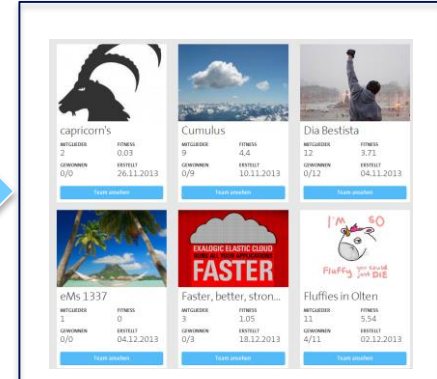 capricorn's
MITGLIEDER FITNESS
2 0.03
GEWONNEN ERSTELLT
0/0 26.11.2013
Team ansehen
Cumulus
MITGLIEDER FITNESS
9 4.4
GEWONNEN ERSTELLT
0/9 10.11.2013
Team ansehen
Dia Bestista
MITGLIEDER FITNESS
12 3.71
GEWONNEN ERSTELLT
0/12 04.11.2013
Team ansehen
eMs 1337
MITGLIEDER FITNESS
1 0
GEWONNEN ERSTELLT
0/0 04.12.2013
Team ansehen
EXALOGIC ELASTIC CLOUD
FASTER
Faster, better, stron...
MITGLIEDER FITNESS
3 1.05
GEWONNEN ERSTELLT
0/3 18.12.2013
Team ansehen
I'M SO
Fluffy you could
just DIE
Fluffies in Olten
MITGLIEDER FITNESS
11 5.54
GEWONNEN ERSTELLT
4/11 02.12.2013
Team ansehen